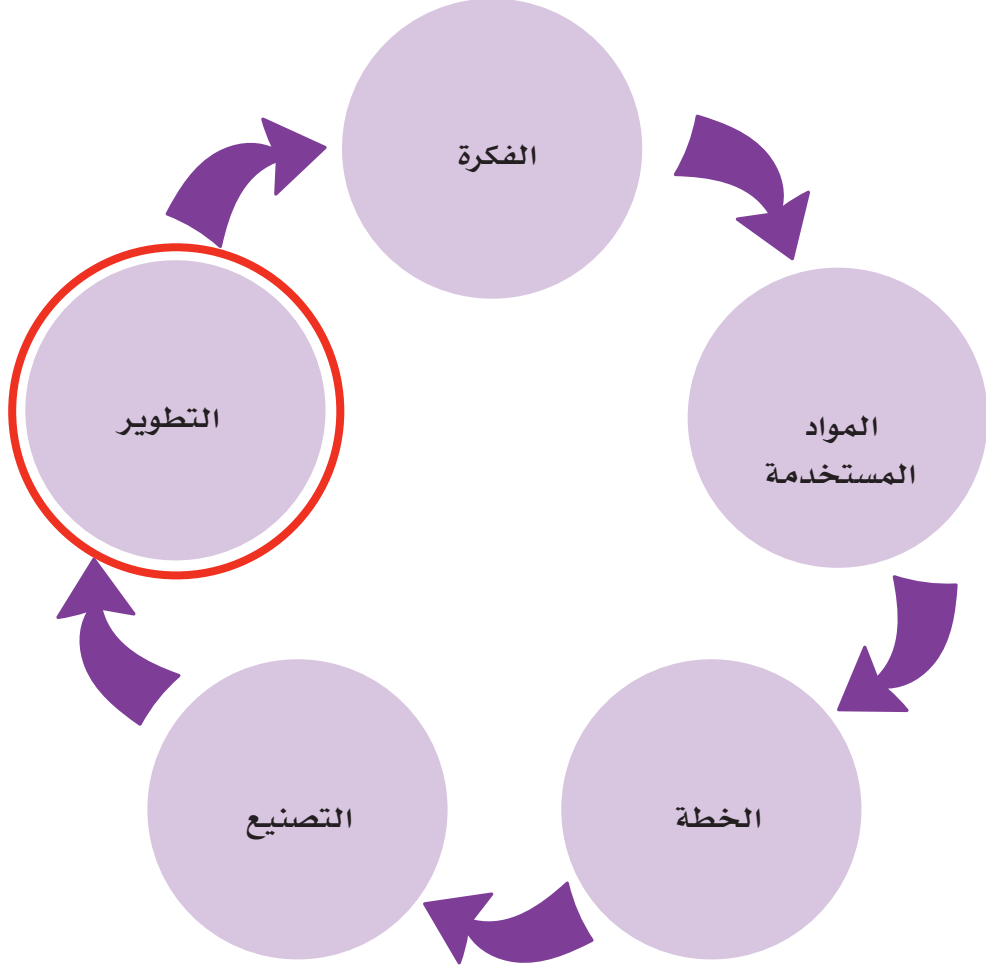 الفكرة
المواد
المستخدمة
الخطة
التصنيع
التطوير